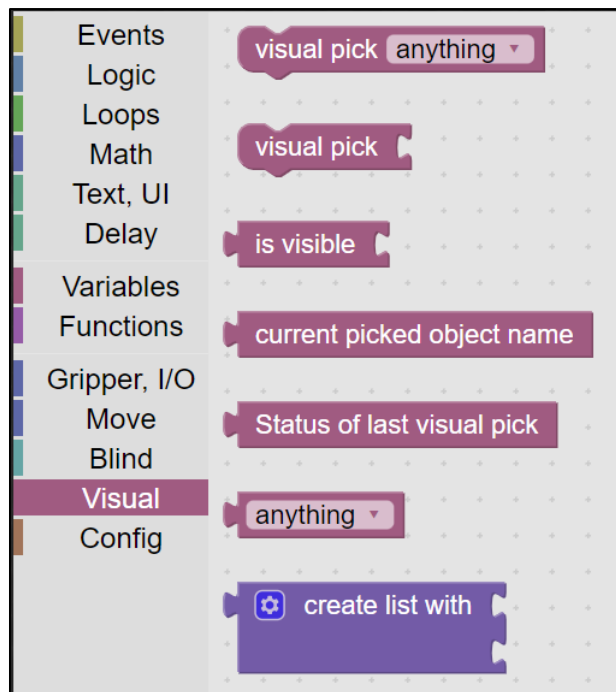 Events
Logic
Loops
Math
Text, UI
Delay
Variables
Functions
Gripper, I/O
Move
Blind
Visual
Config
visual pick anything
visual pick
is visible
current picked object name
Status of last visual pick
anything
create list with